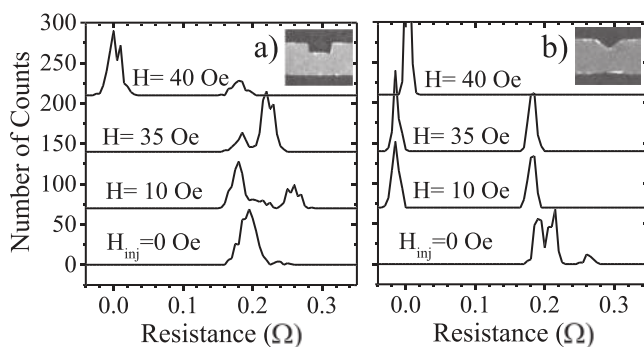 300
250
200
150
100
50
0
Number of Counts
a)
H= 40 Oe
H= 35 Oe
H= 10 Oe
H_inj=0 Oe
0.0 0.2 0.3
Resistance (Ω)
b)
H= 40 Oe
H= 35 Oe
H= 10 Oe
H_inj=0 Oe
0.0 0.1 0.2 0.3
Resistance (Ω)